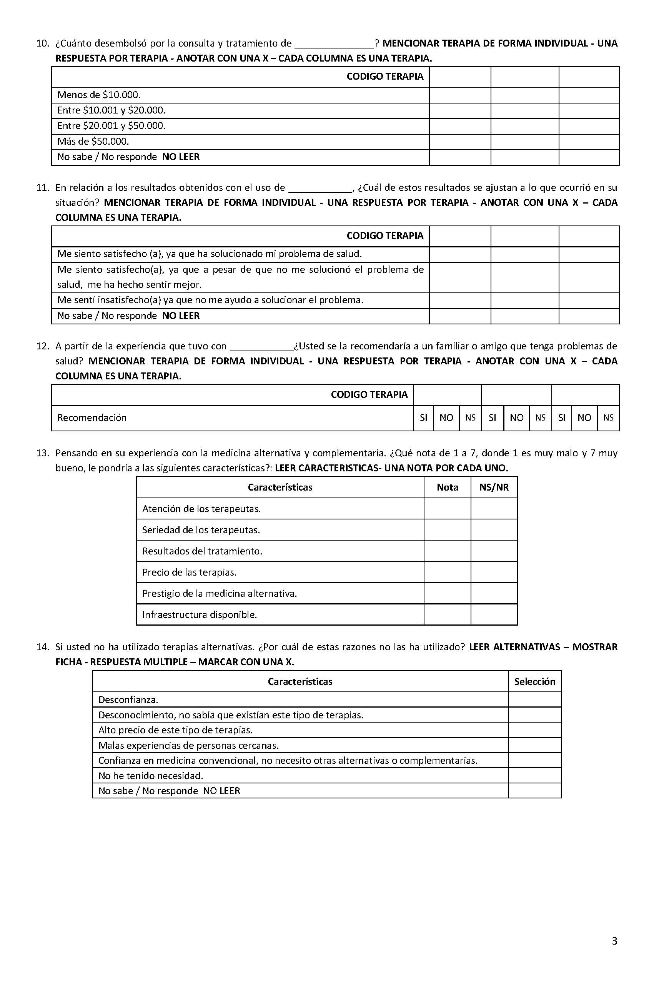 10. ¿Cuánto desembolsó por la consulta y tratamiento de _______________? MENCIONAR TERAPIA DE FORMA INDIVIDUAL - UNA
RESPUESTA POR TERAPIA - ANOTAR CON UNA X – CADA COLUMNA ES UNA TERAPIA.
CODIGO TERAPIA
Menos de $10.000.
Entre $10.001 y $20.000.
Entre $20.001 y $50.000.
Más de $50.000.
No sabe / No responde NO LEER
11. En relación a los resultados obtenidos con el uso de ____________, ¿Cuál de estos resultados se ajustan a lo que ocurrió en su
situación? MENCIONAR TERAPIA DE FORMA INDIVIDUAL - UNA RESPUESTA POR TERAPIA - ANOTAR CON UNA X – CADA
COLUMNA ES UNA TERAPIA.
CODIGO TERAPIA
Me siento satisfecho (a), ya que ha solucionado mi problema de salud.
Me siento satisfecho(a), ya que a pesar de que no me solucionó el problema de
salud, me ha hecho sentir mejor.
Me sentí insatisfecho(a) ya que no me ayudo a solucionar el problema.
No sabe / No responde NO LEER
12. A partir de la experiencia que tuvo con ____________¿Usted se la recomendaría a un familiar o amigo que tenga problemas de
salud? MENCIONAR TERAPIA DE FORMA INDIVIDUAL - UNA RESPUESTA POR TERAPIA - ANOTAR CON UNA X – CADA
COLUMNA ES UNA TERAPIA.
CODIGO TERAPIA
Recomendación SI NO NS SI NO NS SI NO NS
13. Pensando en su experiencia con la medicina alternativa y complementaria. ¿Qué nota de 1 a 7, donde 1 es muy malo y 7 muy
bueno, le pondría a las siguientes características?: LEER CARACTERISTICAS- UNA NOTA POR CADA UNO.
Características Nota NS/NR
Atención de los terapeutas.
Seriedad de los terapeutas.
Resultados del tratamiento.
Precio de las terapias.
Prestigio de la medicina alternativa.
Infraestructura disponible.
14. Si usted no ha utilizado terapias alternativas. ¿Por cuál de estas razones no las ha utilizado? LEER ALTERNATIVAS – MOSTRAR
FICHA - RESPUESTA MULTIPLE – MARCAR CON UNA X.
Características Selección
Desconfianza.
Desconocimiento, no sabía que existían este tipo de terapias.
Alto precio de este tipo de terapias.
Malas experiencias de personas cercanas.
Confianza en medicina convencional, no necesito otras alternativas o complementarias.
No he tenido necesidad.
No sabe / No responde NO LEER
3